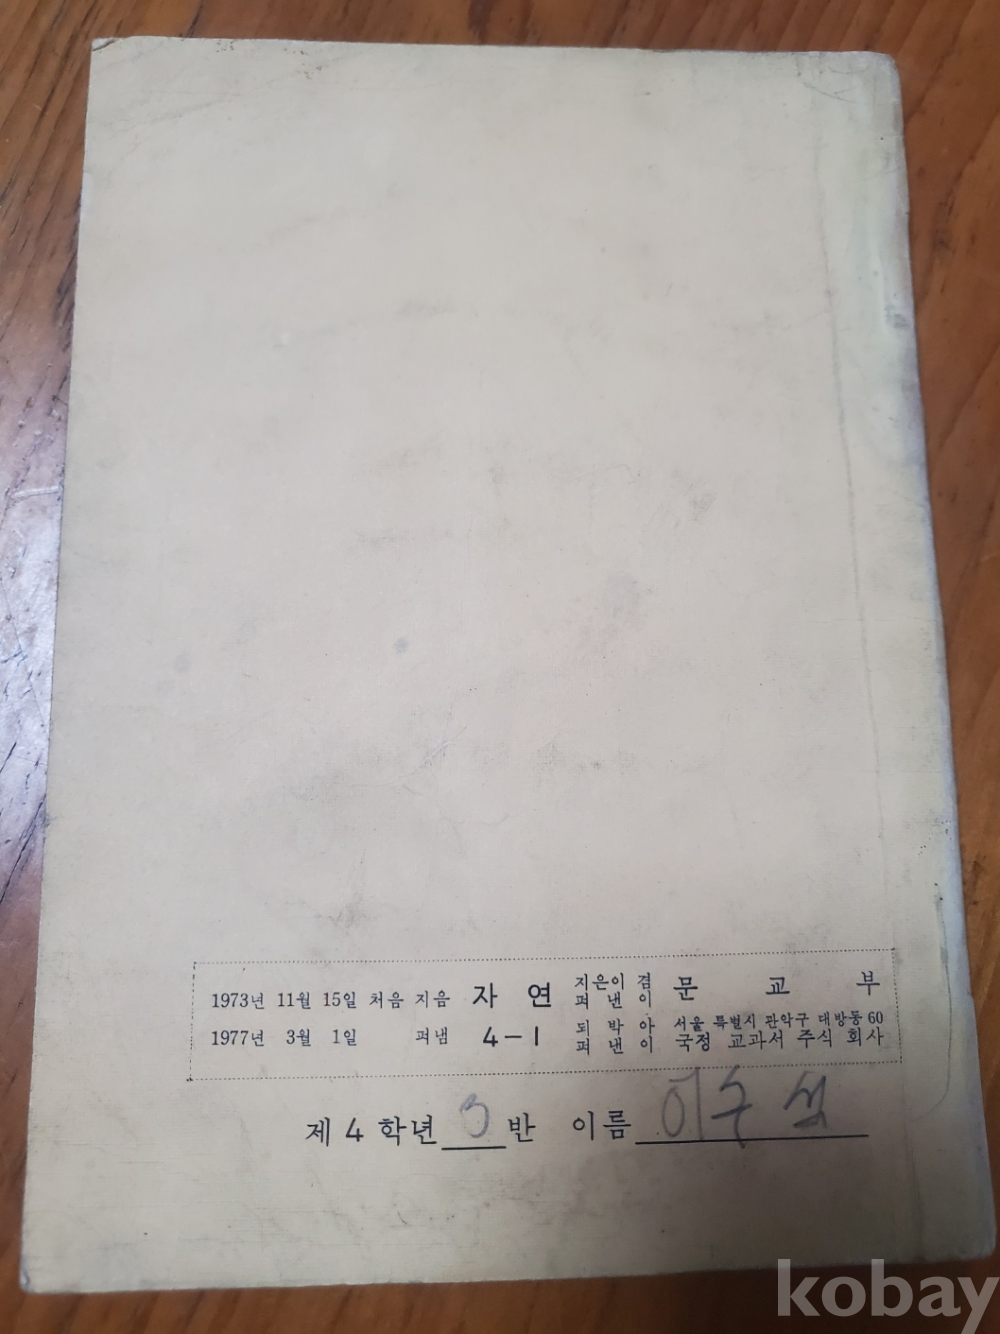 1973년 11월 15일 처음 지음 자 연 지은이 겸 펴 낸 이 문 교 부
1977년 3월 1일 펴냄 4-1 되 박 아 펴 낸 이 서울 특별시 관악구 대방동 60 국정 교과서 주식 회사
제 4 학년 3 반 이름 이수
kobay